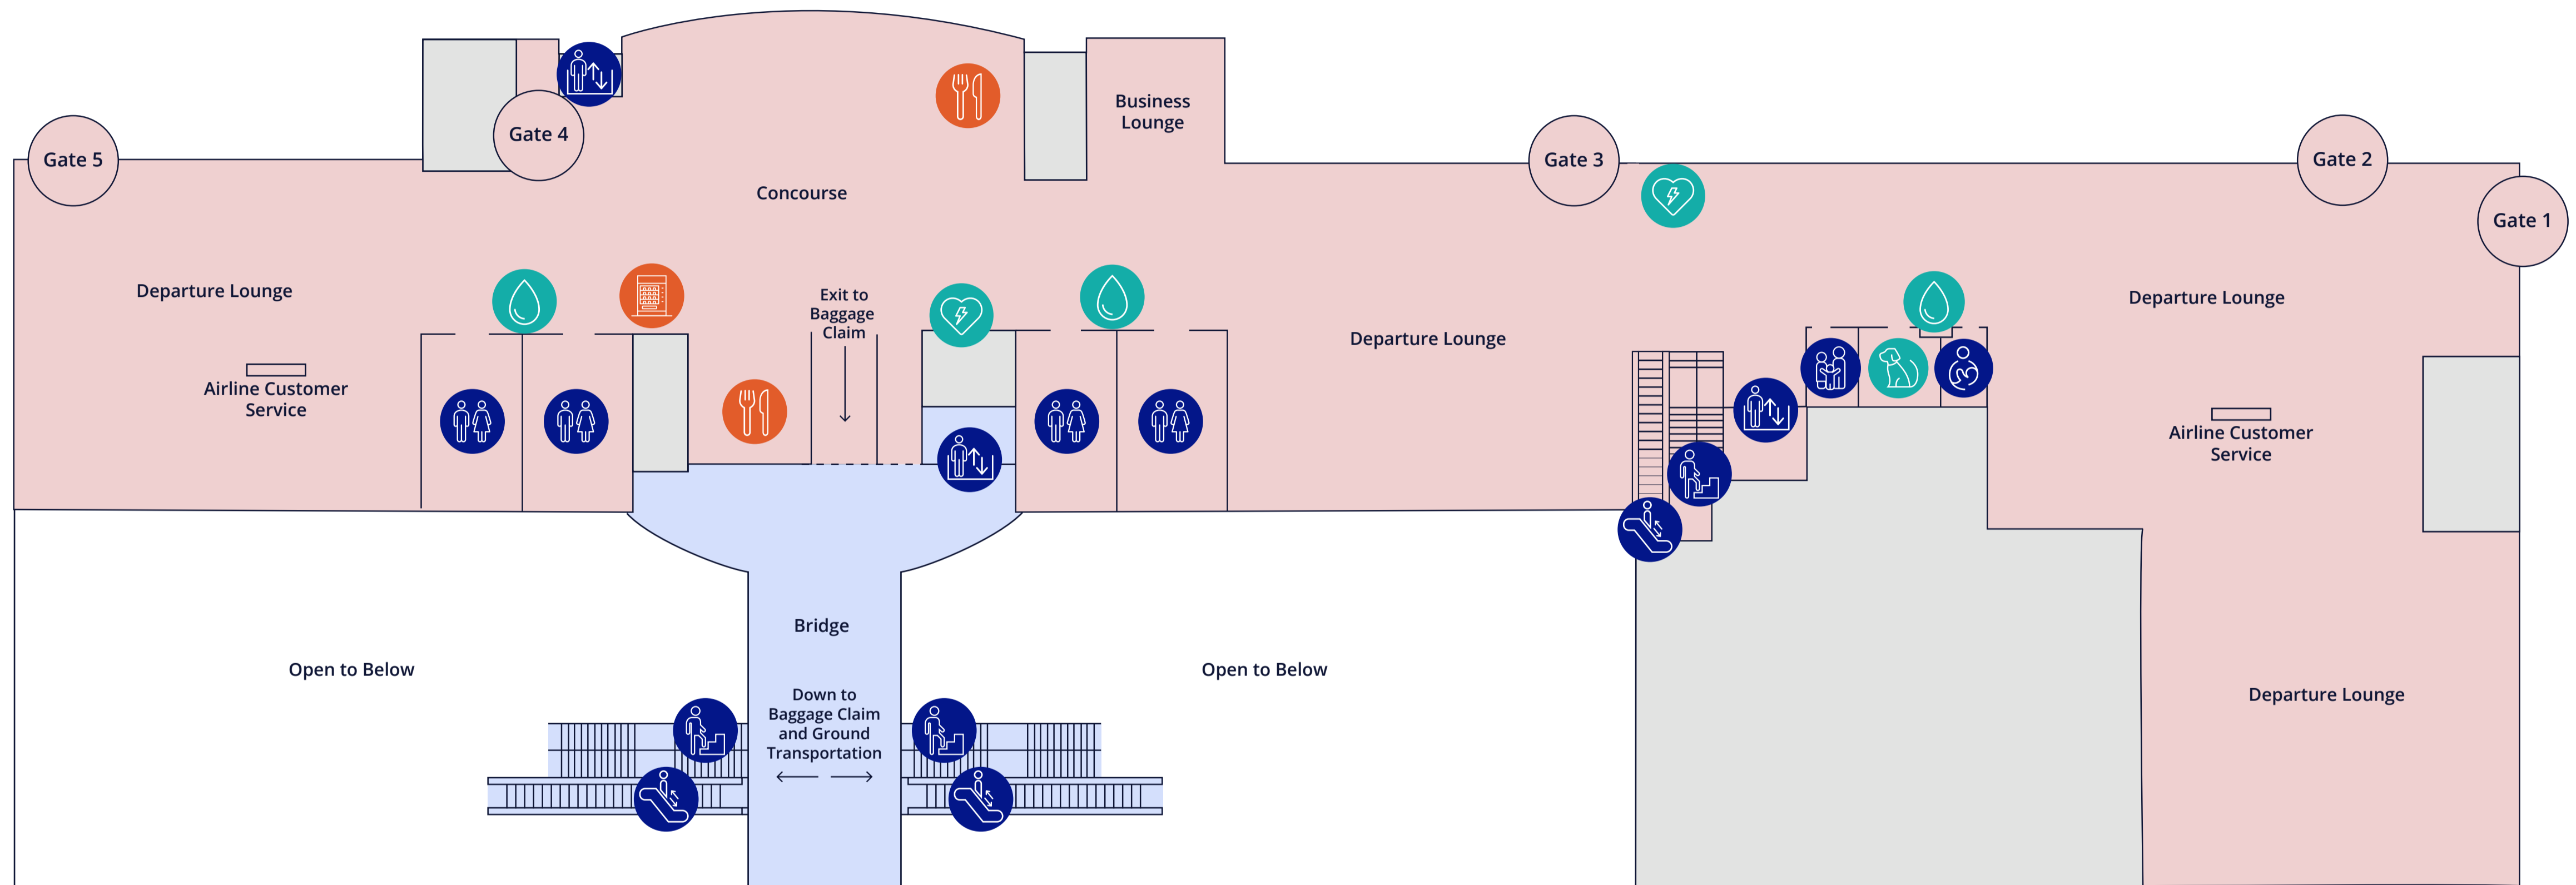 Gate 5
Gate 4
Business
Lounge
Gate 3
Gate 2
Gate 1
Concourse
Departure Lounge
Exit to
Baggage
Claim
Departure Lounge
Departure Lounge
Airline Customer
Service
Airline Customer
Service
Bridge
Open to Below
Open to Below
Down to
Baggage Claim
and Ground
Transportation
Departure Lounge